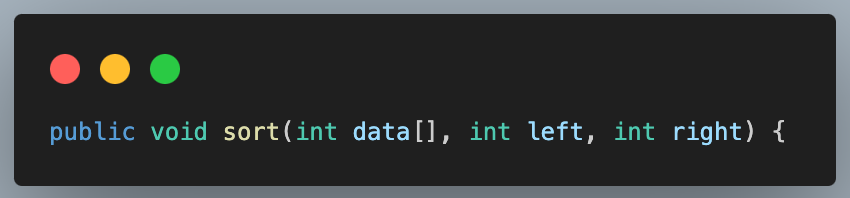 public void sort(int data[], int left, int right) {